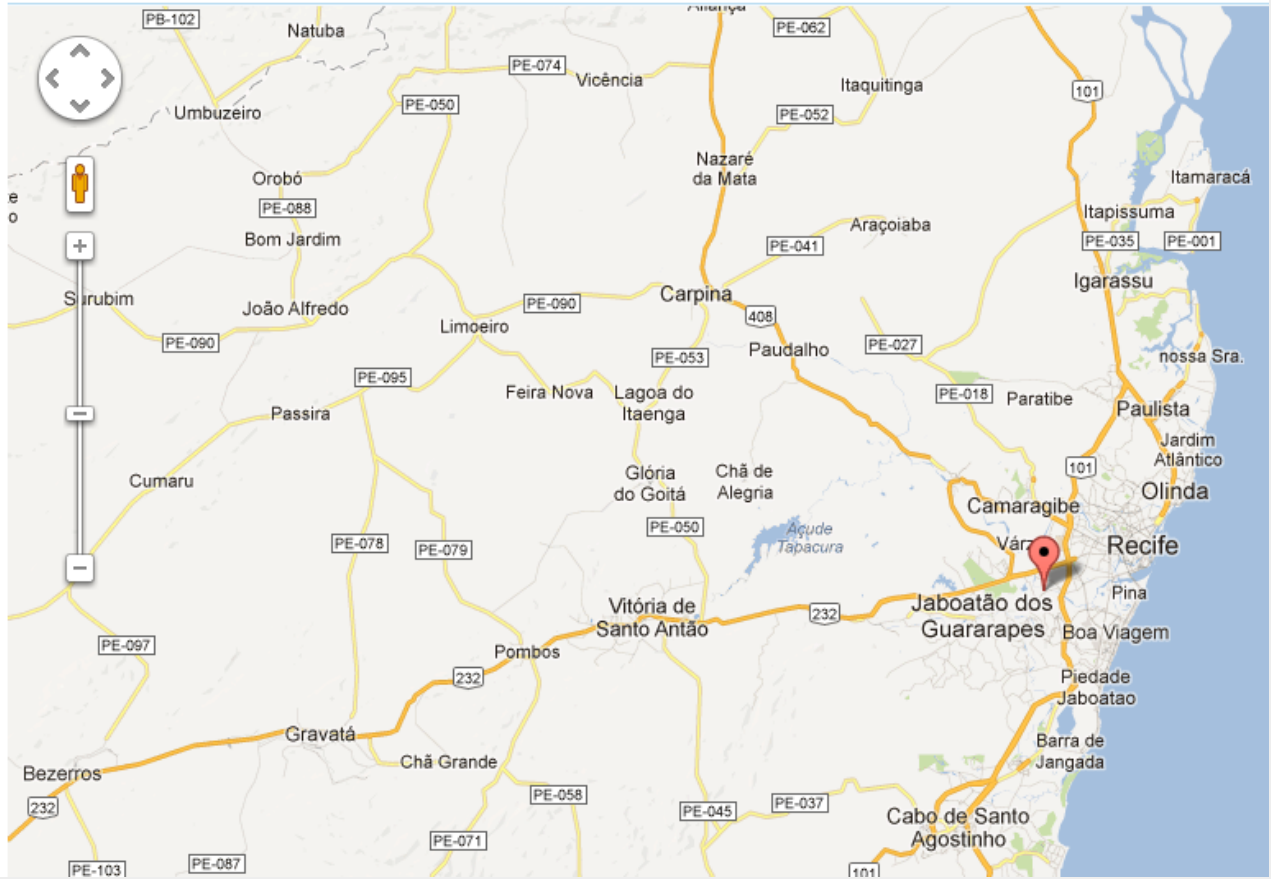 Aliança
PB-102
PE-062
Natuba
PE-074
Vicência
Itaquitinga
101
PE-050
Umbuzeiro
PE-052
Nazaré
da Mata
Orobó
Itamaracá
te
o
PE-088
Itapissuma
Araçoiaba
Bom Jardim
PE-041
PE-035
PE-001
Igarassu
Surubim
Carpina
PE-090
João Alfredo
408
Limoeiro
PE-090
PE-027
Paudalho
PE-053
nossa Sra.
PE-095
Feira Nova
Lagoa do
Itaenga
PE-018
Paratibe
Passira
Paulista
Jardim
Atlântico
101
Cumaru
Glória
do Goitá
Chã de
Alegria
Olinda
Camaragibe
PE-050
Açude
Tapacura
PE-078
PE-079
Várz
Recife
Pina
Vitória de
Santo Antão
232
Jaboatão dos
Guararapes
Boa Viagem
PE-097
Pombos
232
Piedade
Jaboatao
Gravatá
Barra de
Jangada
Chã Grande
Bezerros
PE-058
232
PE-045
PE-037
Cabo de Santo
Agostinho
PE-071
PE-103
PE-087
101